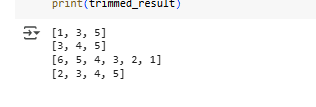 print(trimmed_result)
[1, 3, 5]
[3, 4, 5]
[6, 5, 4, 3, 2, 1]
[2, 3, 4, 5]